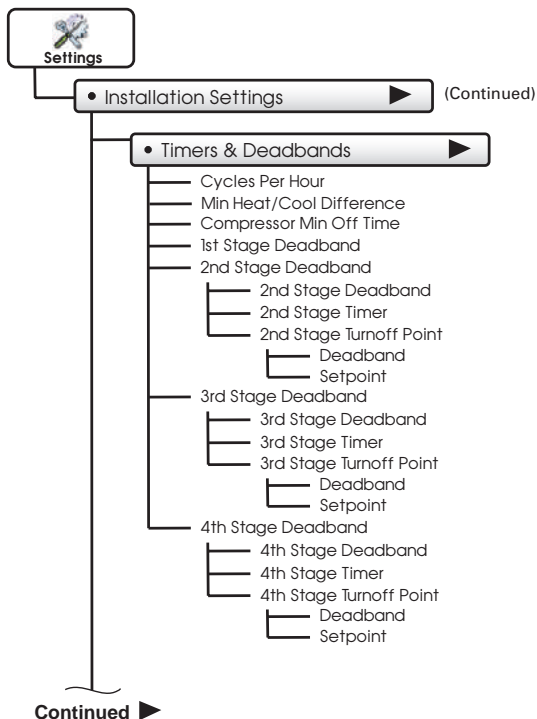 Settings
• Installation Settings ▶ (Continued)
• Timers & Deadbands ▶
Cycles Per Hour
Min Heat/Cool Difference
Compressor Min Off Time
1st Stage Deadband
2nd Stage Deadband
2nd Stage Deadband
2nd Stage Timer
2nd Stage Turnoff Point
Deadband
Setpoint
3rd Stage Deadband
3rd Stage Deadband
3rd Stage Timer
3rd Stage Turnoff Point
Deadband
Setpoint
4th Stage Deadband
4th Stage Deadband
4th Stage Timer
4th Stage Turnoff Point
Deadband
Setpoint
Continued ▶